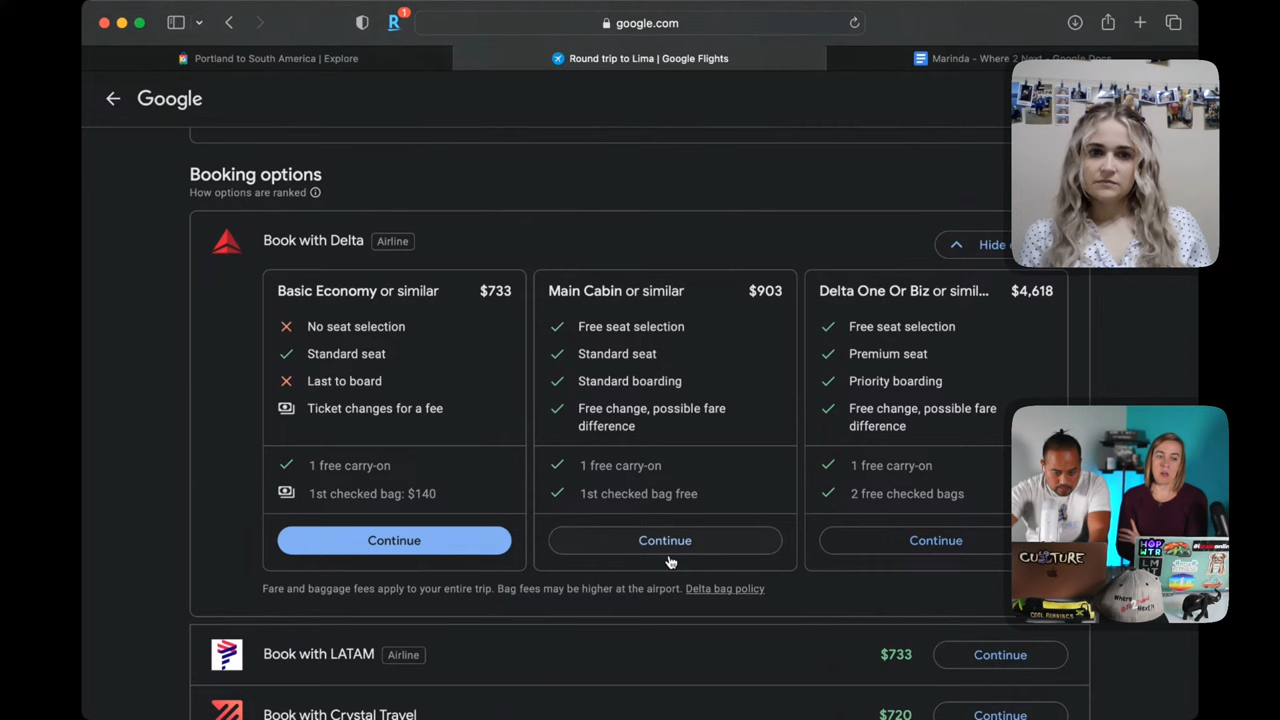 R 1
google.com
Portland to South America | Explore
Round trip to Lima | Google Flights
Marinda - Where 2 Next - Google Docs
Google
Booking options
How options are ranked
Book with Delta Airline
Hide
Basic Economy or similar $733
No seat selection
Standard seat
Last to board
Ticket changes for a fee
1 free carry-on
1st checked bag: $140
Continue
Main Cabin or similar $903
Free seat selection
Standard seat
Standard boarding
Free change, possible fare
difference
1 free carry-on
1st checked bag free
Continue
Delta One Or Biz or simil... $4,618
Free seat selection
Premium seat
Priority boarding
Free change, possible fare
difference
1 free carry-on
2 free checked bags
Continue
Fare and baggage fees apply to your entire trip. Bag fees may be higher at the airport. Delta bag policy
Book with LATAM Airline $733 Continue
Book with Crystal Travel $720 Continue
CULTURE
COOL RUNNINGS
HOP
WTR